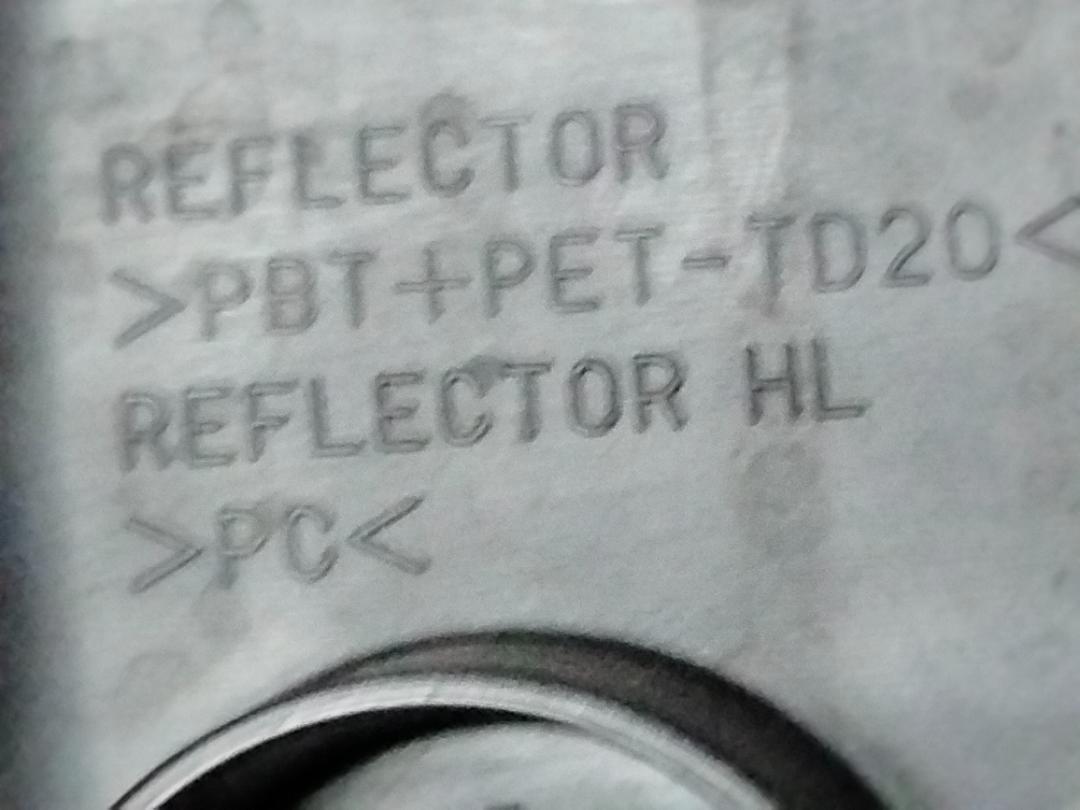 REFLECTOR
>PBT+PET-TD20<
REFLECTOR HL
>PC<